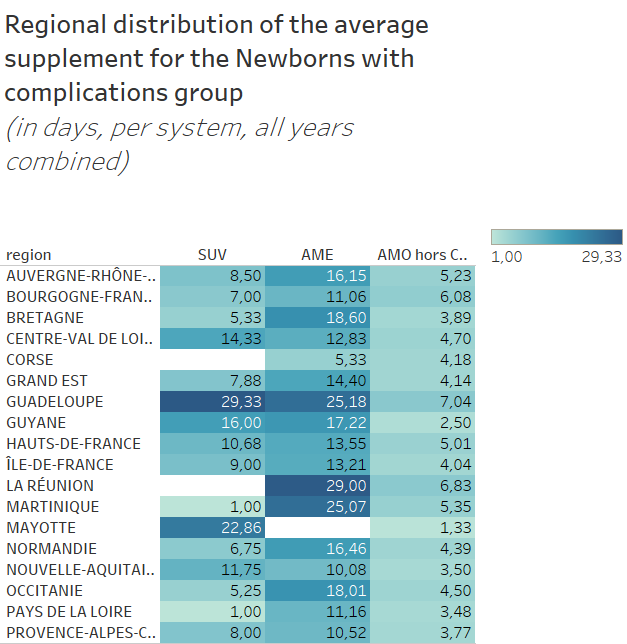 Regional distribution of the average
supplement for the Newborns with
complications group
(in days, per system, all years
combined)
1,00 29,33
region SUV AME AMO hors C..
AUVERGNE-RHÔNE-.. 8,50 16,15 5,23
BOURGOGNE-FRAN.. 7,00 11,06 6,08
BRETAGNE 5,33 18,60 3,89
CENTRE-VAL DE LOI.. 14,33 12,83 4,70
CORSE 5,33 4,18
GRAND EST 7,88 14,40 4,14
GUADELOUPE 29,33 25,18 7,04
GUYANE 16,00 17,22 2,50
HAUTS-DE-FRANCE 10,68 13,55 5,01
ÎLE-DE-FRANCE 9,00 13,21 4,04
LA RÉUNION 29,00 6,83
MARTINIQUE 1,00 25,07 5,35
MAYOTTE 22,86 1,33
NORMANDIE 6,75 16,46 4,39
NOUVELLE-AQUITAI.. 11,75 10,08 3,50
OCCITANIE 5,25 18,01 4,50
PAYS DE LA LOIRE 1,00 11,16 3,48
PROVENCE-ALPES-C.. 8,00 10,52 3,77